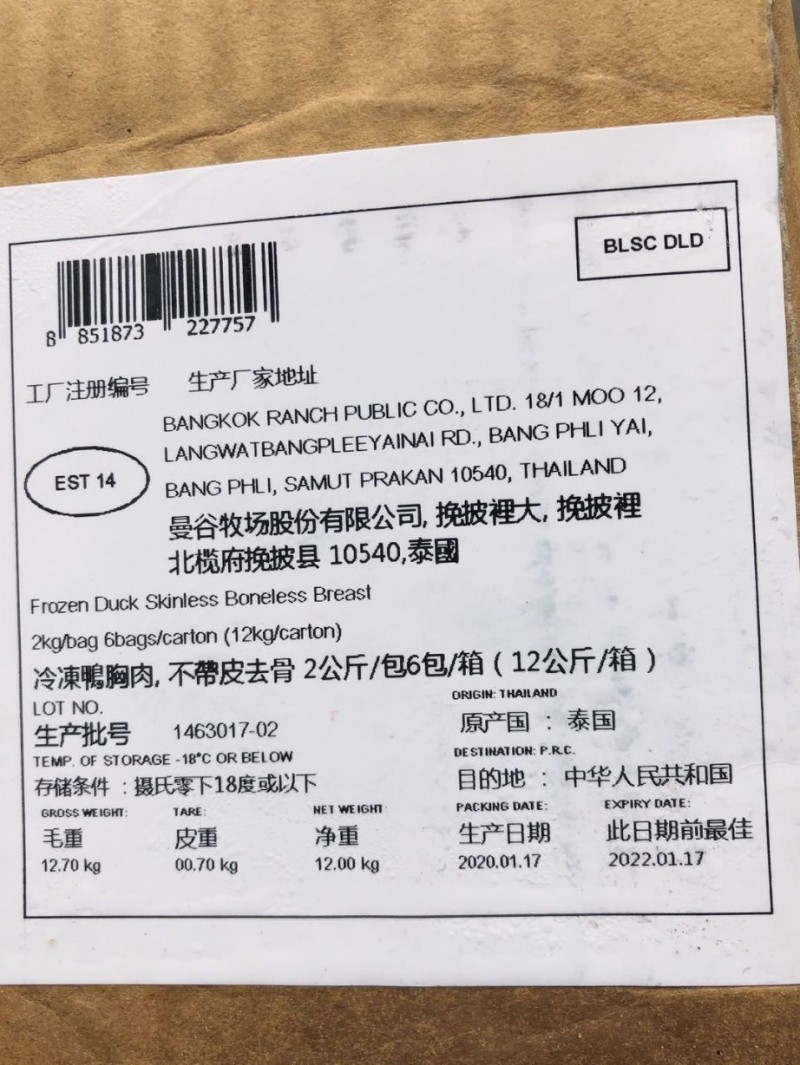 BLSC DLD
8 851873 227757
工厂注册编号 生产厂家地址
BANGKOK RANCH PUBLIC CO., LTD. 18/1 MOO 12,
LANGWATBANGPLEEYAINAI RD., BANG PHLI YAI,
EST 14
BANG PHLI, SAMUT PRAKAN 10540, THAILAND
曼谷牧场股份有限公司, 挽披裡大, 挽披裡
北榄府挽披县 10540,泰國
Frozen Duck Skinless Boneless Breast
2kg/bag 6bags/carton (12kg/carton)
冷凍鴨胸肉, 不帶皮去骨 2公斤/包6包/箱 ( 12公斤/箱 )
LOT NO. ORIGIN: THAILAND
生产批号 1463017-02 原产国 : 泰国
TEMP. OF STORAGE -18°C OR BELOW DESTINATION: P.R.C.
存储条件 : 摄氏零下18度或以下 目的地 : 中华人民共和国
GROSS WEIGHT: TARE: NET WEIGHT PACKING DATE: EXPIRY DATE:
毛重 皮重 净重 生产日期 此日期前最佳
12.70 kg 00.70 kg 12.00 kg 2020.01.17 2022.01.17